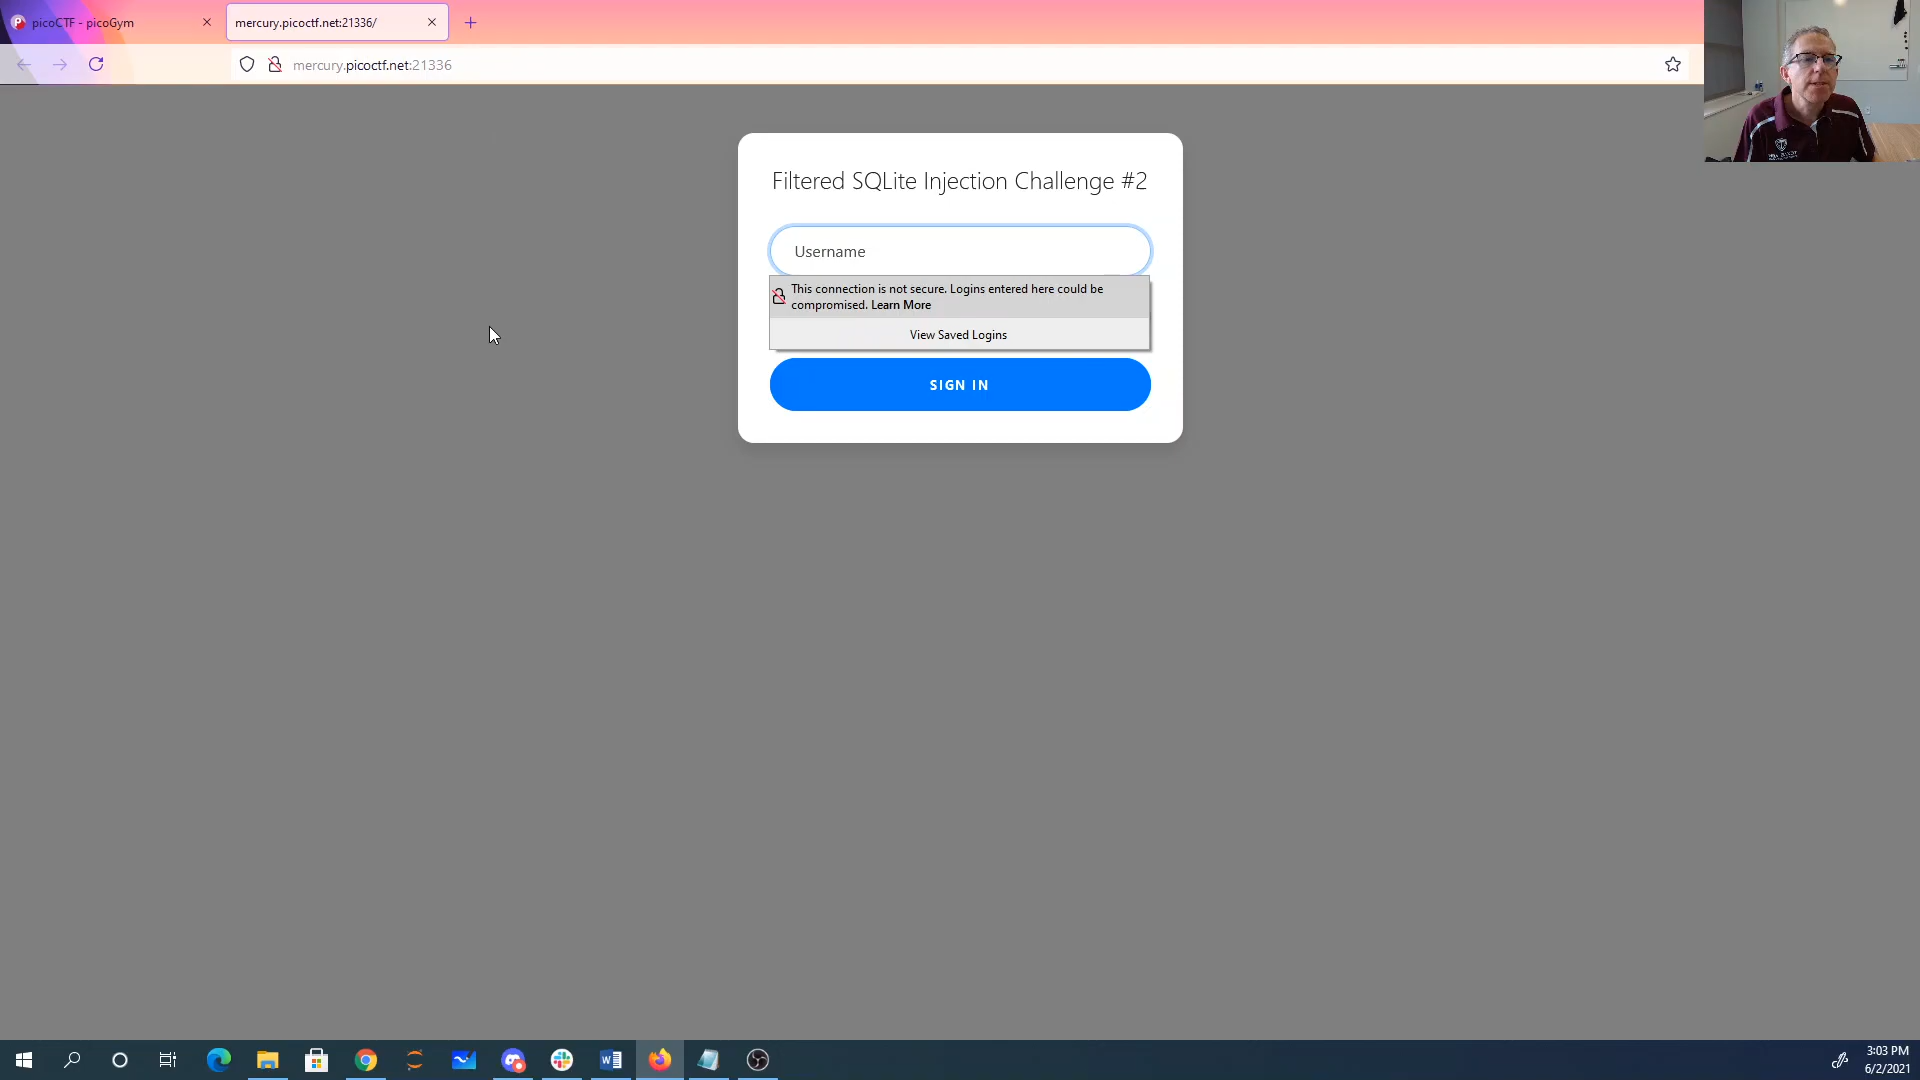 picoCTF - picoGym
mercury.picoctf.net:21336/
mercury.picoctf.net:21336
Filtered SQLite Injection Challenge #2
Username
This connection is not secure. Logins entered here could be
compromised. Learn More
View Saved Logins
SIGN IN
3:03 PM
6/2/2021